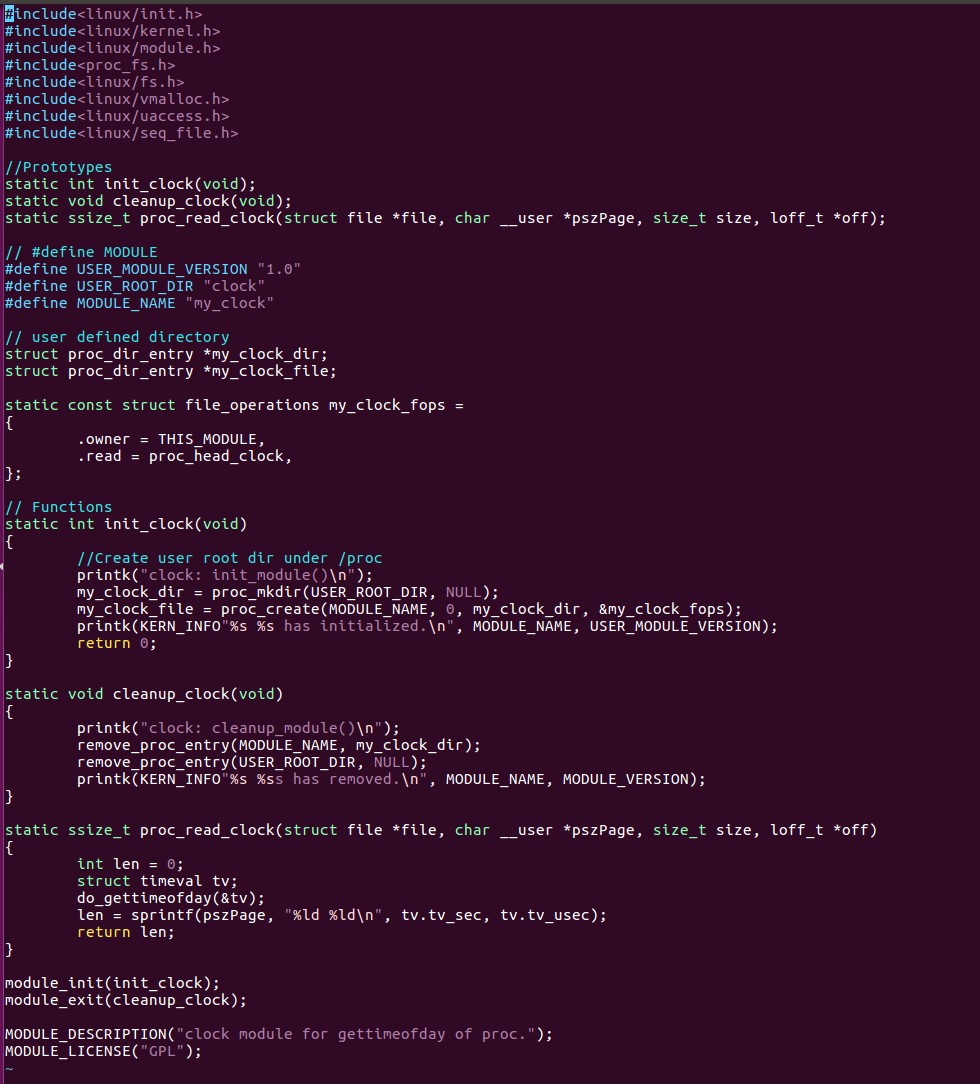 #include<linux/init.h>
#include<linux/kernel.h>
#include<linux/module.h>
#include<proc_fs.h>
#include<linux/fs.h>
#include<linux/vmalloc.h>
#include<linux/uaccess.h>
#include<linux/seq_file.h>

//Prototypes
static int init_clock(void);
static void cleanup_clock(void);
static ssize_t proc_read_clock(struct file *file, char __user *pszPage, size_t size, loff_t *off);

// #define MODULE
#define USER_MODULE_VERSION "1.0"
#define USER_ROOT_DIR "clock"
#define MODULE_NAME "my_clock"

// user defined directory
struct proc_dir_entry *my_clock_dir;
struct proc_dir_entry *my_clock_file;

static const struct file_operations my_clock_fops =
{
        .owner = THIS_MODULE,
        .read = proc_head_clock,
};

// Functions
static int init_clock(void)
{
        //Create user root dir under /proc
        printk("clock: init_module()\n");
        my_clock_dir = proc_mkdir(USER_ROOT_DIR, NULL);
        my_clock_file = proc_create(MODULE_NAME, 0, my_clock_dir, &my_clock_fops);
        printk(KERN_INFO"%s %s has initialized.\n", MODULE_NAME, USER_MODULE_VERSION);
        return 0;
}

static void cleanup_clock(void)
{
        printk("clock: cleanup_module()\n");
        remove_proc_entry(MODULE_NAME, my_clock_dir);
        remove_proc_entry(USER_ROOT_DIR, NULL);
        printk(KERN_INFO"%s %ss has removed.\n", MODULE_NAME, MODULE_VERSION);
}

static ssize_t proc_read_clock(struct file *file, char __user *pszPage, size_t size, loff_t *off)
{
        int len = 0;
        struct timeval tv;
        do_gettimeofday(&tv);
        len = sprintf(pszPage, "%ld %ld\n", tv.tv_sec, tv.tv_usec);
        return len;
}

module_init(init_clock);
module_exit(cleanup_clock);

MODULE_DESCRIPTION("clock module for gettimeofday of proc.");
MODULE_LICENSE("GPL");
~